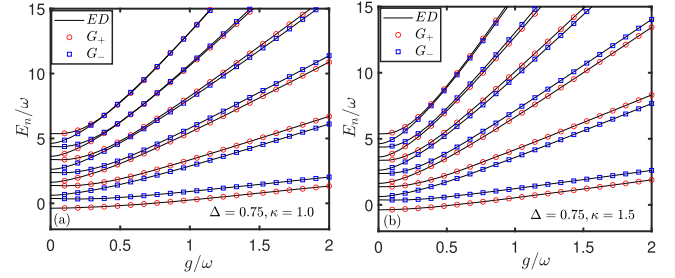 15
10
5
0
E_n/ω
ED
G_+
G_−
(a)
Δ = 0.75, κ = 1.0
0 0.5 1 1.5 2
g/ω
15
10
5
0
E_n/ω
ED
G_+
G_−
(b)
Δ = 0.75, κ = 1.5
0 0.5 1 1.5 2
g/ω